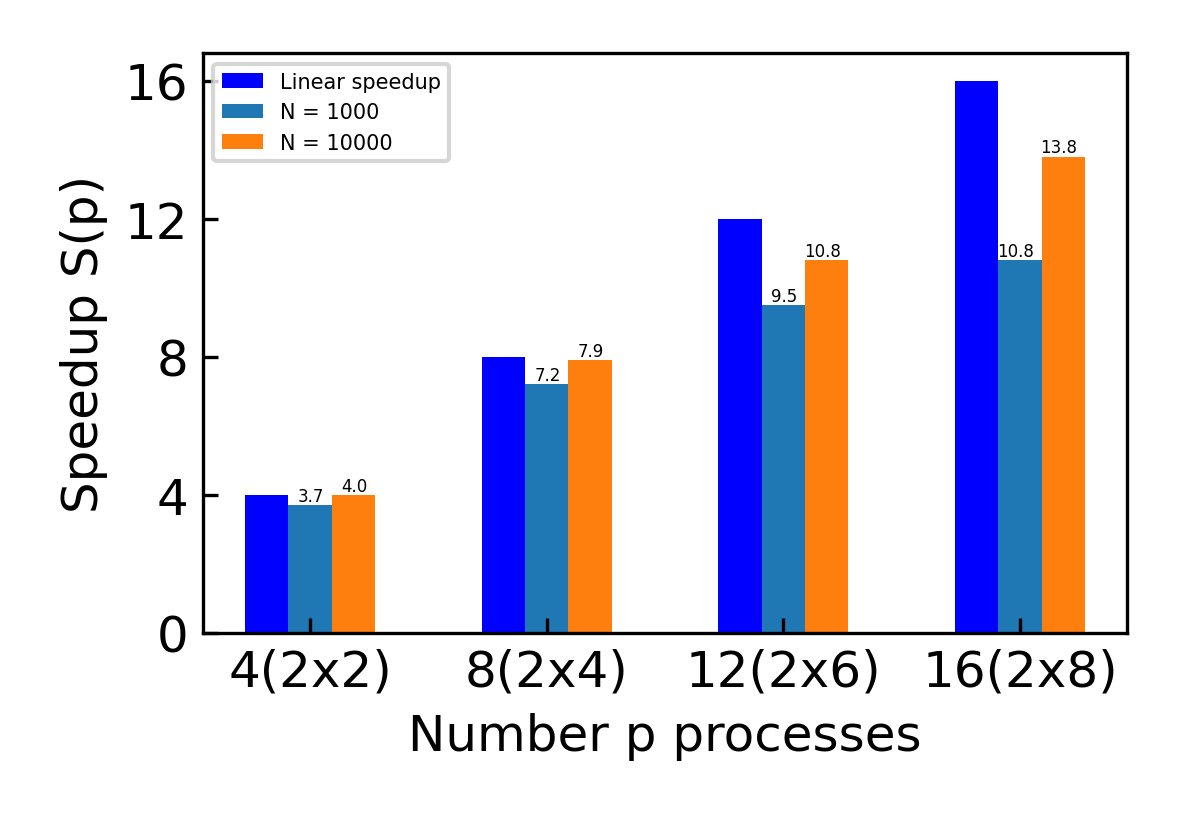 Linear speedup
N = 1000
N = 10000
Speedup S(p)
16
12
8
4
0
3.7
4.0
7.2
7.9
9.5
10.8
10.8
13.8
4(2x2)
8(2x4)
12(2x6)
16(2x8)
Number p processes